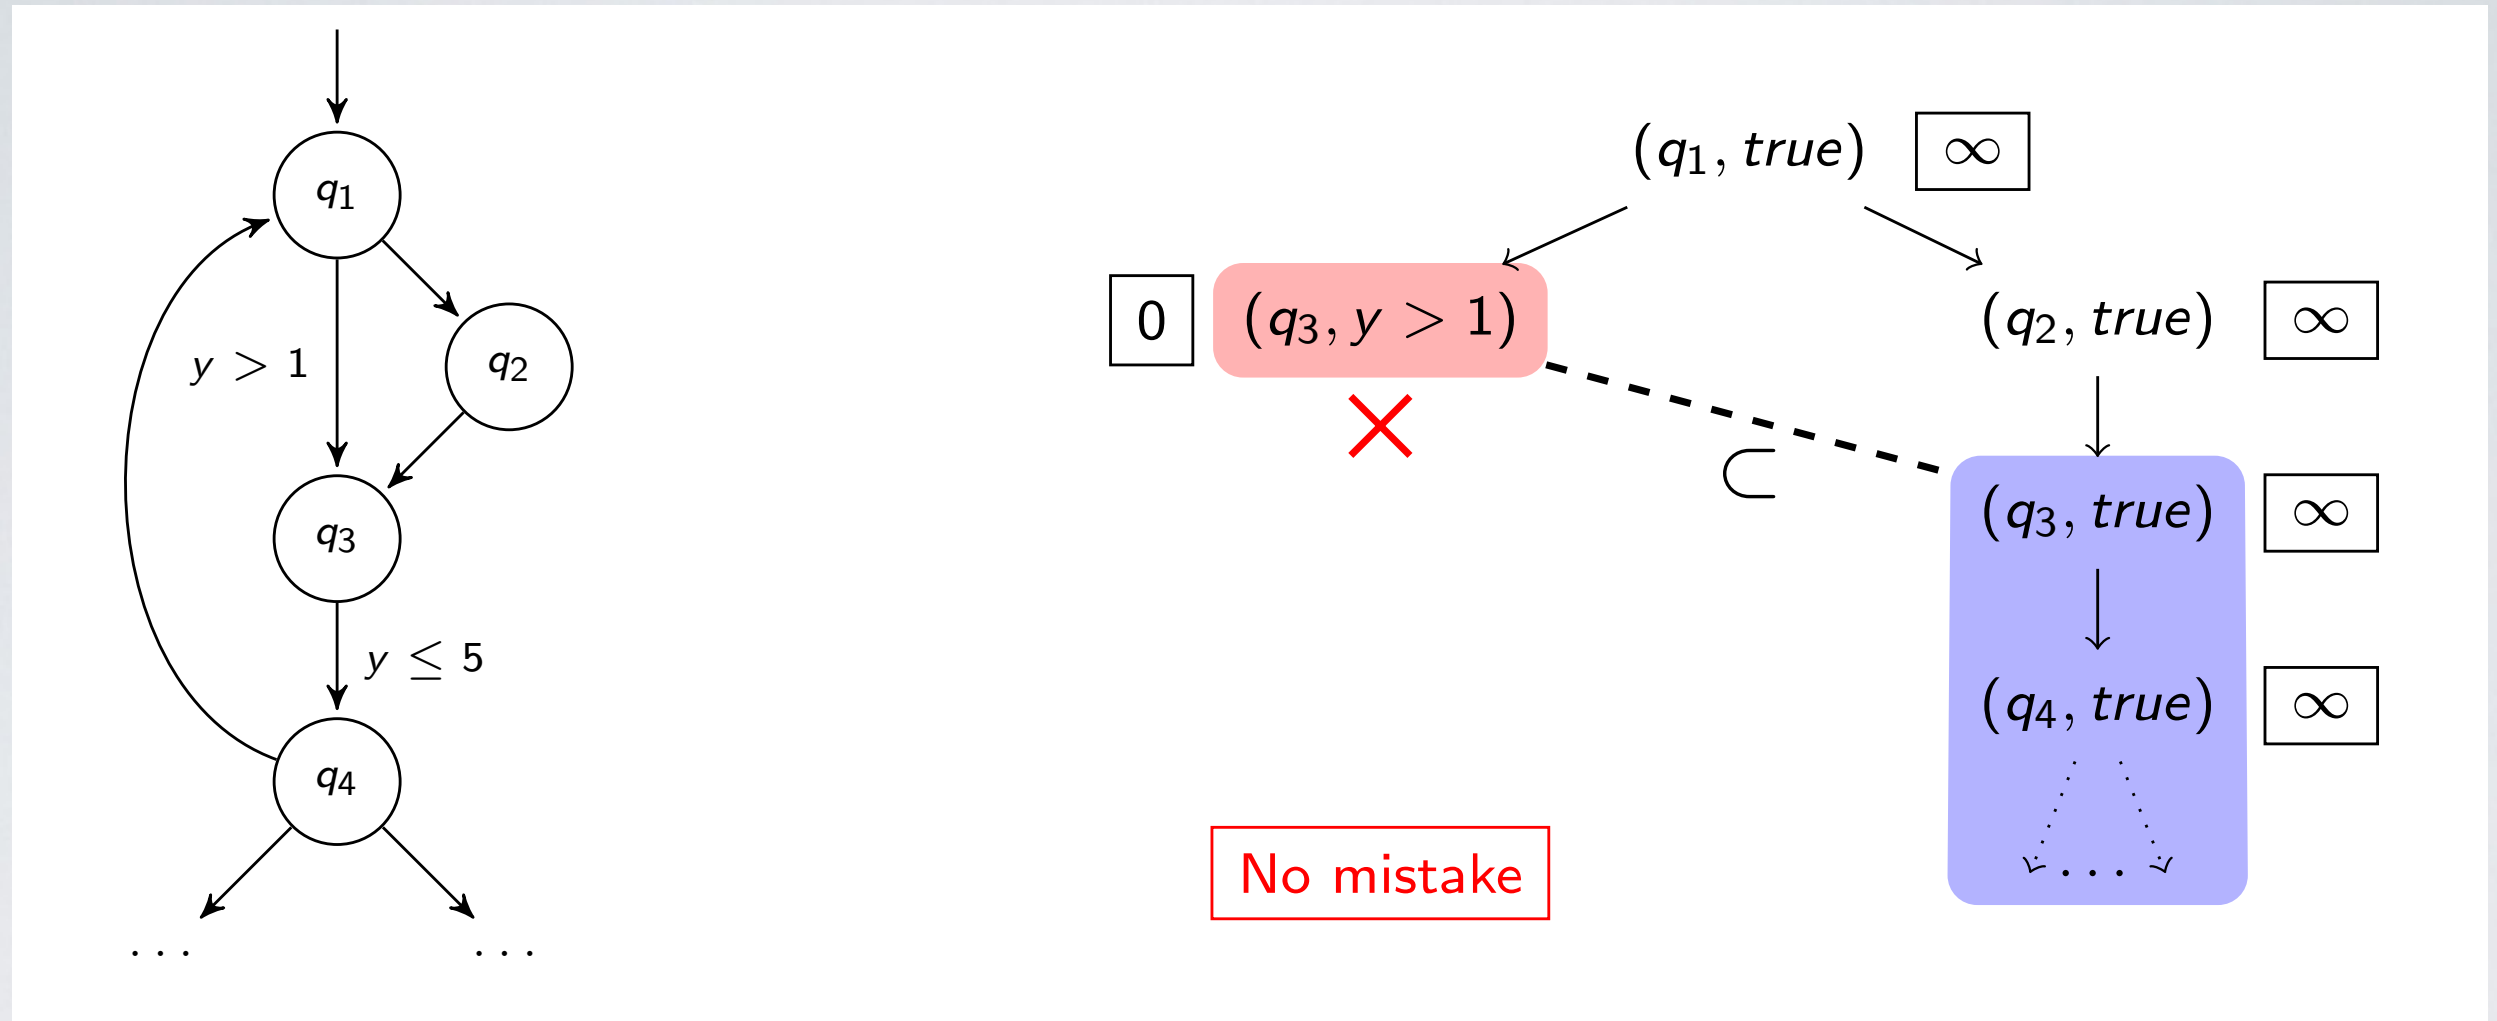 q1
y > 1
q2
q3
y ≤ 5
q4
... ...
(q1, true) ∞
0 (q3, y > 1) (q2, true) ∞
⊂
(q3, true) ∞
(q4, true) ∞
...
No mistake